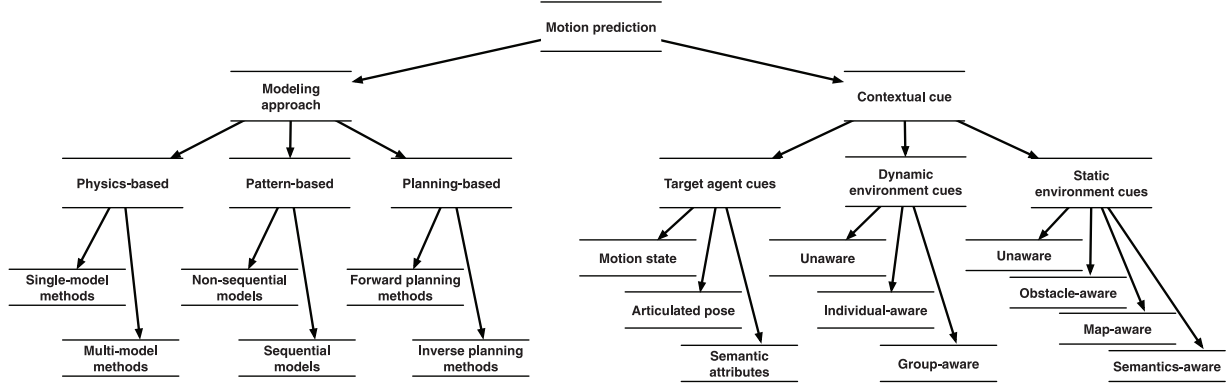 Motion prediction
Modeling
approach
Contextual cue
Physics-based
Pattern-based
Planning-based
Target agent cues
Dynamic
environment cues
Static
environment cues
Single-model
methods
Non-sequential
models
Forward planning
methods
Motion state
Unaware
Unaware
Obstacle-aware
Articulated pose
Individual-aware
Map-aware
Multi-model
methods
Sequential
models
Inverse planning
methods
Semantic
attributes
Group-aware
Semantics-aware